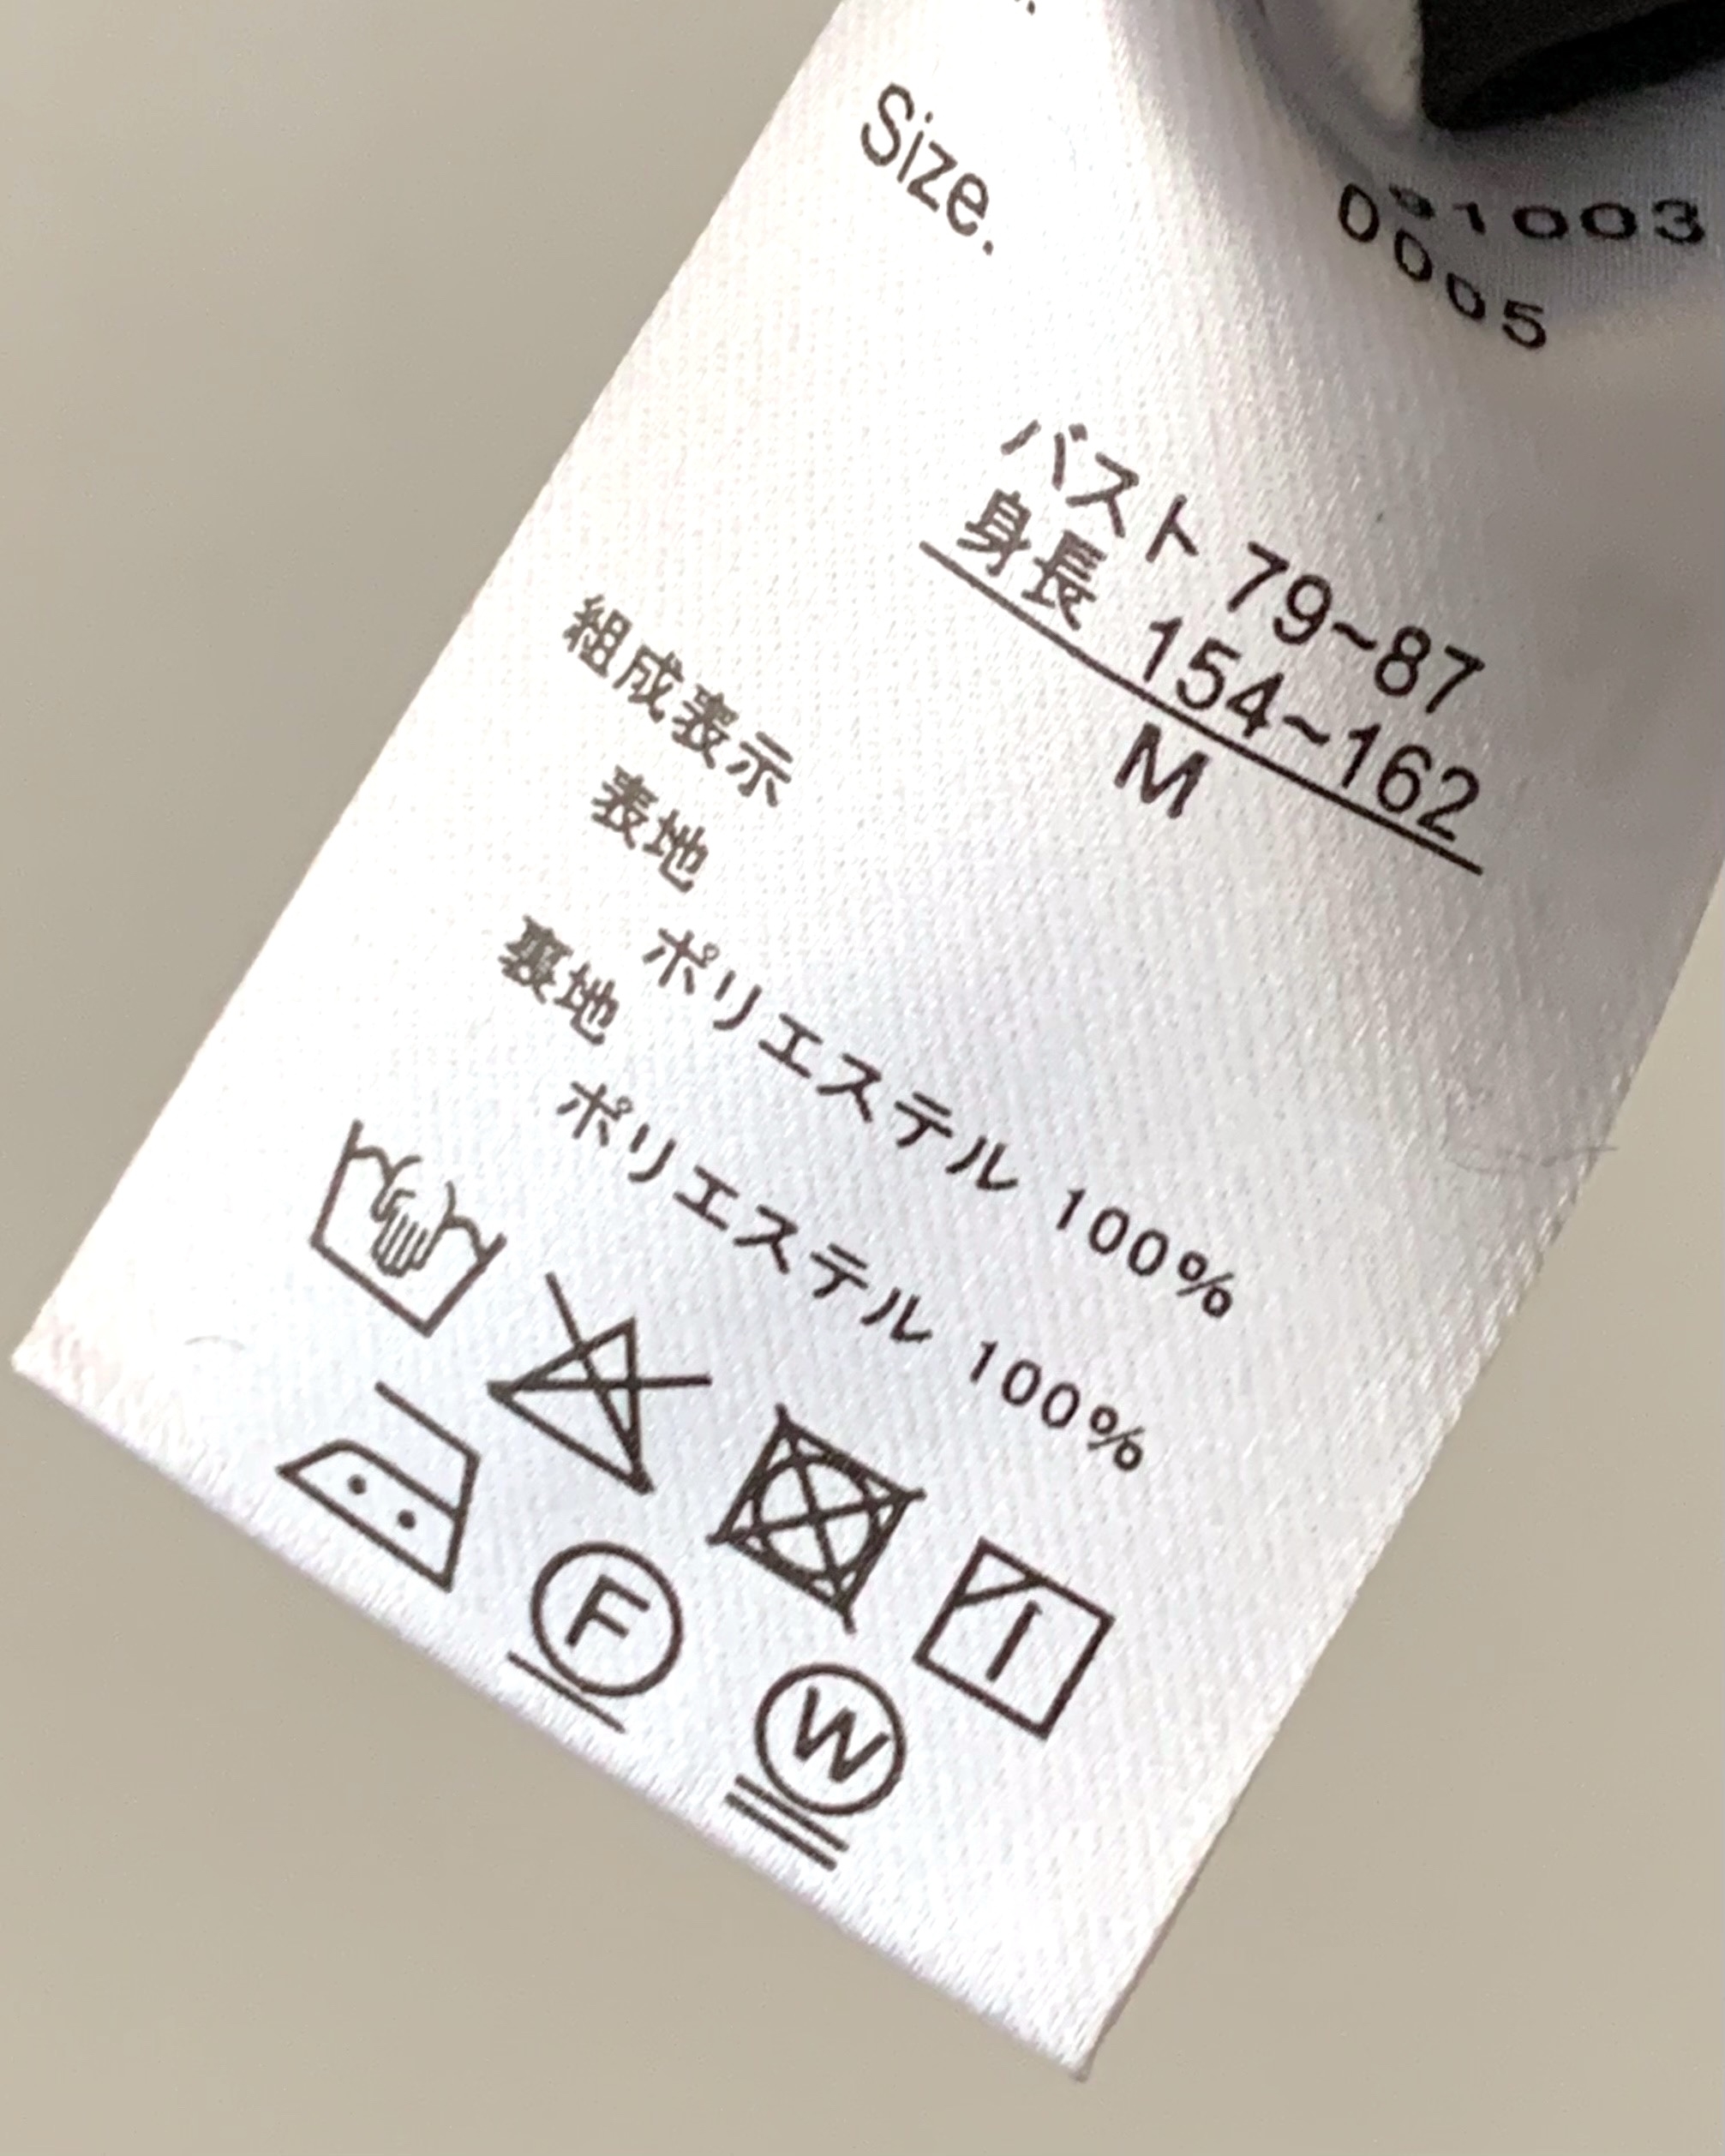 Size.
0005
バスト 79~87
身長 154~162
M
組成表示
表地
ポリエステル 100%
裏地
ポリエステル 100%
F
W